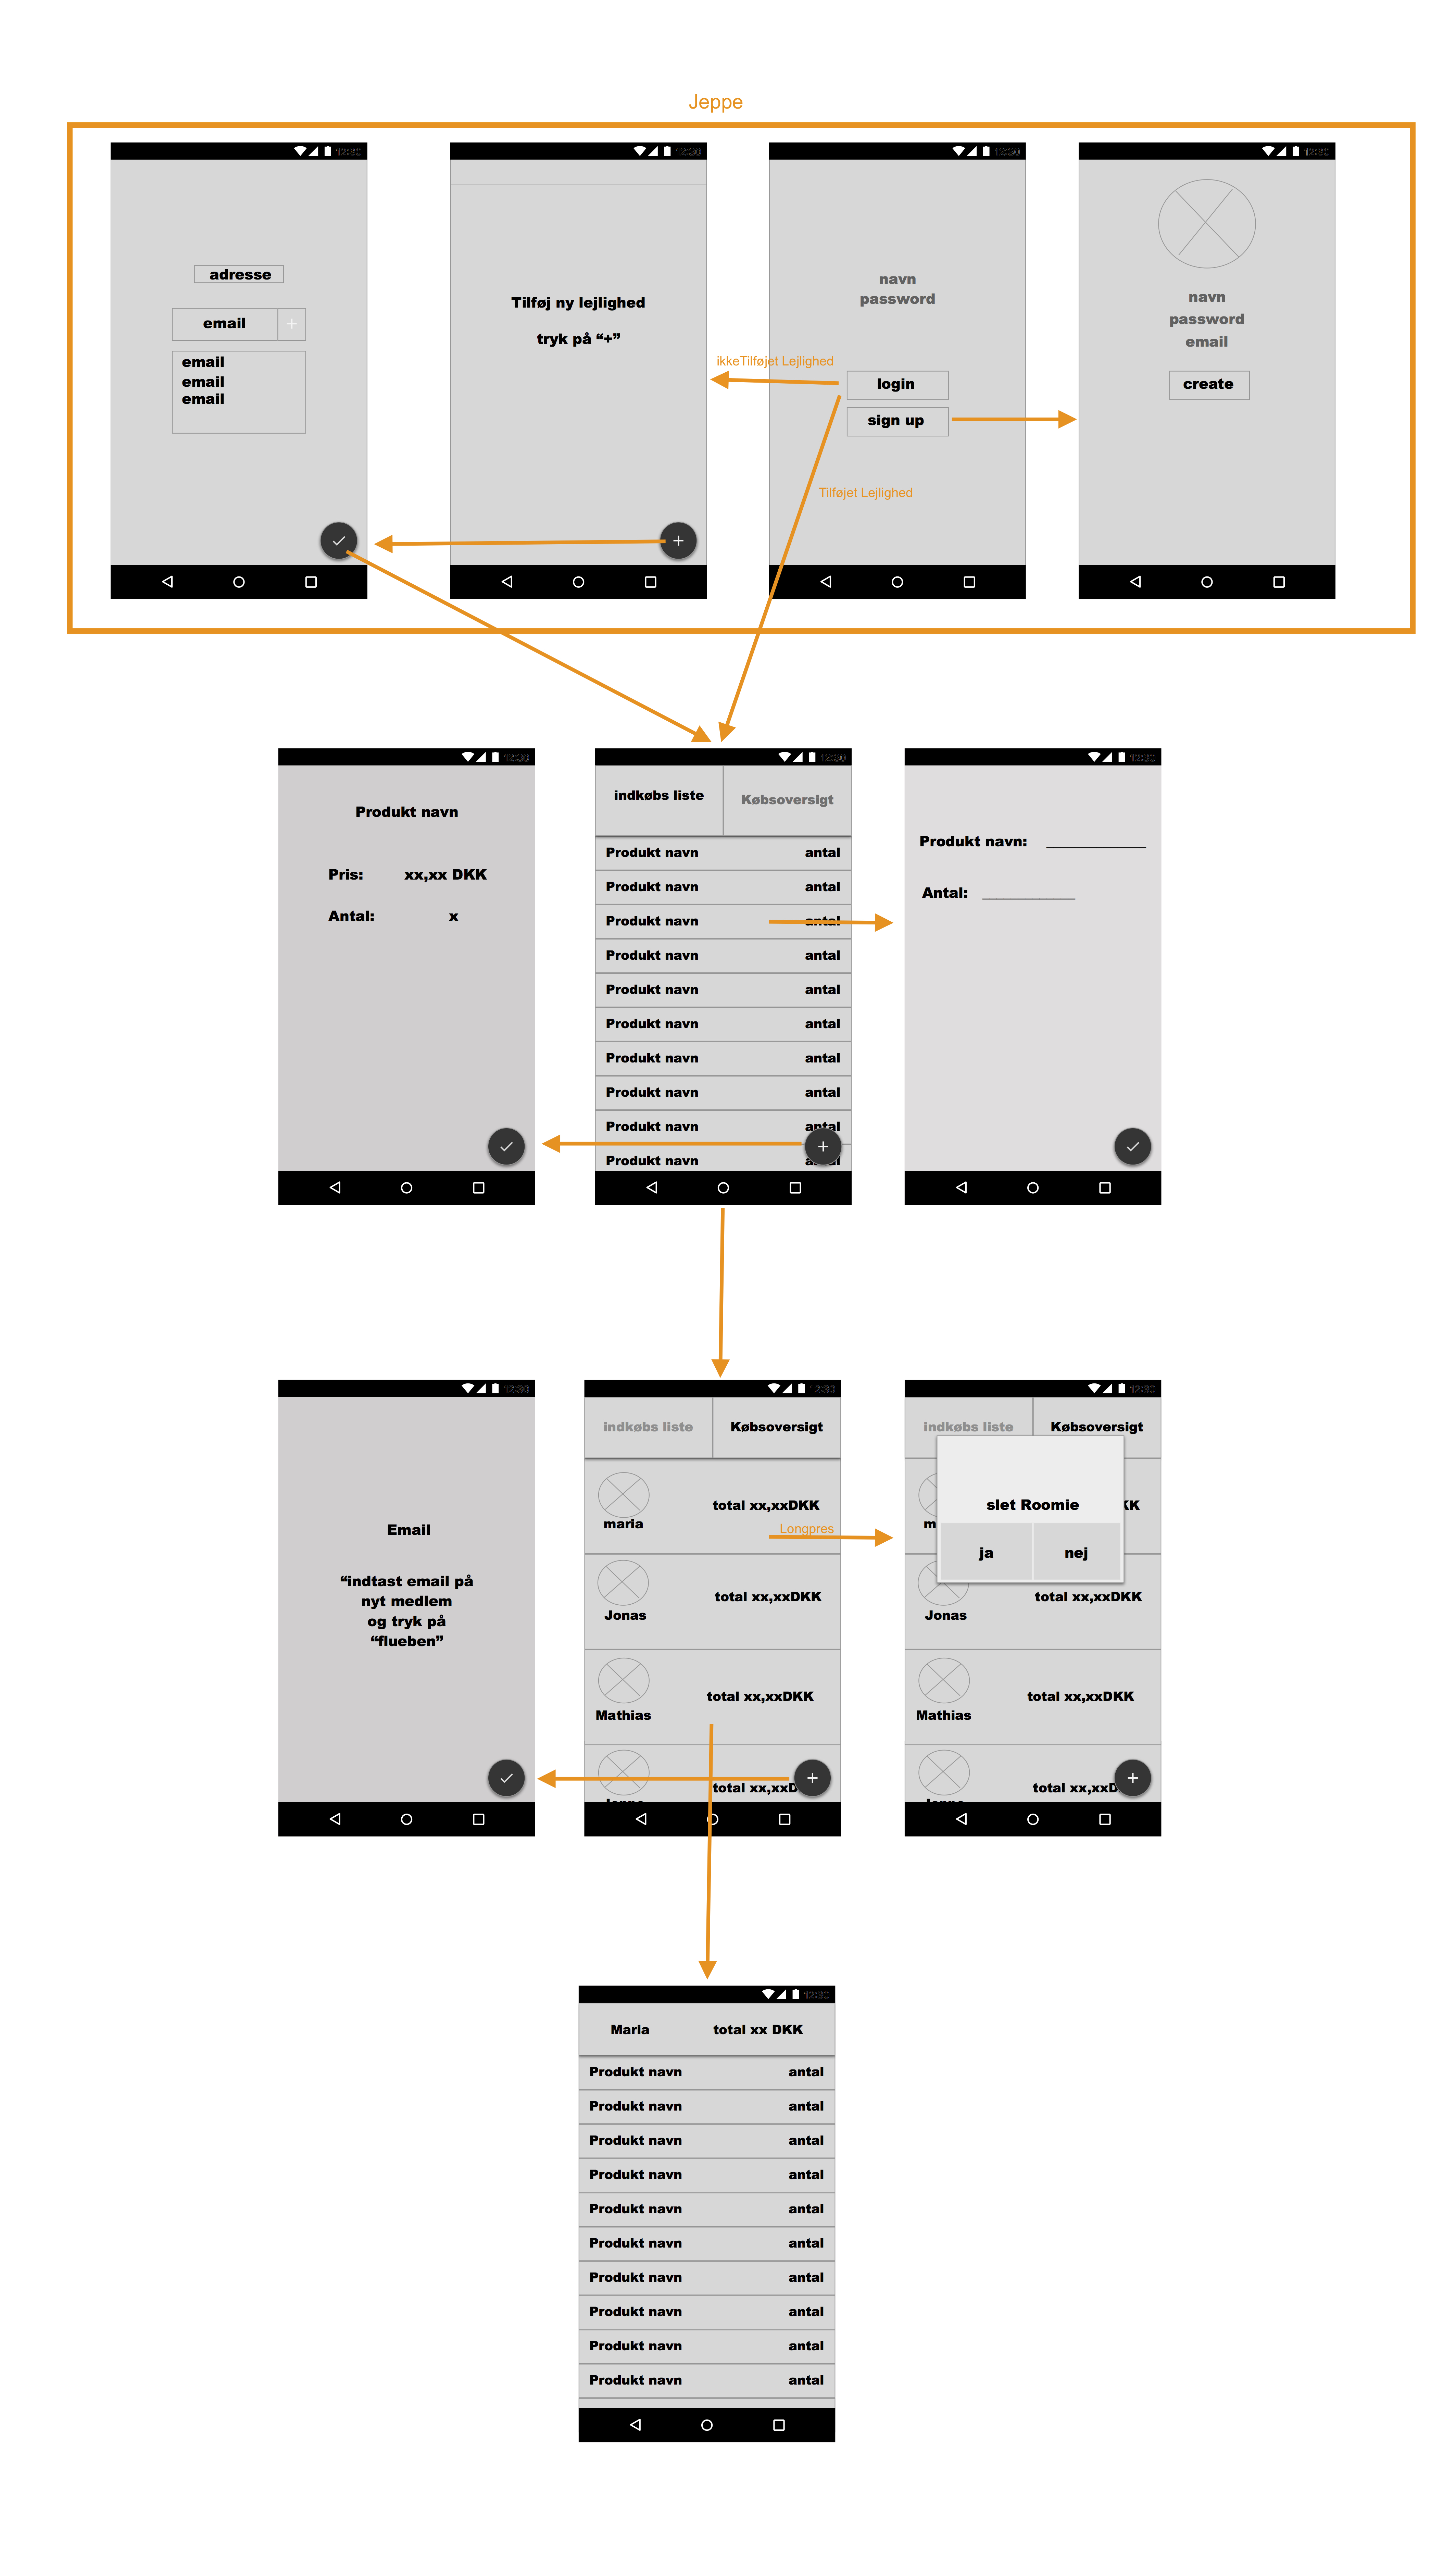 Jeppe
12:30
adresse
email +
email
email
email
12:30
Tilføj ny lejlighed
tryk på “+”
12:30
navn
password
ikkeTilføjet Lejlighed
login
sign up
Tilføjet Lejlighed
12:30
navn
password
email
create
12:30
Produkt navn
Pris: xx,xx DKK
Antal: x
12:30
indkøbs liste Købsoversigt
Produkt navn antal
Produkt navn antal
Produkt navn antal
Produkt navn antal
Produkt navn antal
Produkt navn antal
Produkt navn antal
Produkt navn antal
Produkt navn antal
Produkt navn antal
12:30
Produkt navn: ____________
Antal: ____________
12:30
Email
“indtast email på
nyt medlem
og tryk på
“flueben”
12:30
indkøbs liste Købsoversigt
total xx,xxDKK
maria
Longpres
total xx,xxDKK
Jonas
total xx,xxDKK
Mathias
total xx,xxD
12:30
indkøbs liste Købsoversigt
slet Roomie
ja nej
total xx,xxDKK
Jonas
total xx,xxDKK
Mathias
total xx,xxD
12:30
Maria total xx DKK
Produkt navn antal
Produkt navn antal
Produkt navn antal
Produkt navn antal
Produkt navn antal
Produkt navn antal
Produkt navn antal
Produkt navn antal
Produkt navn antal
Produkt navn antal